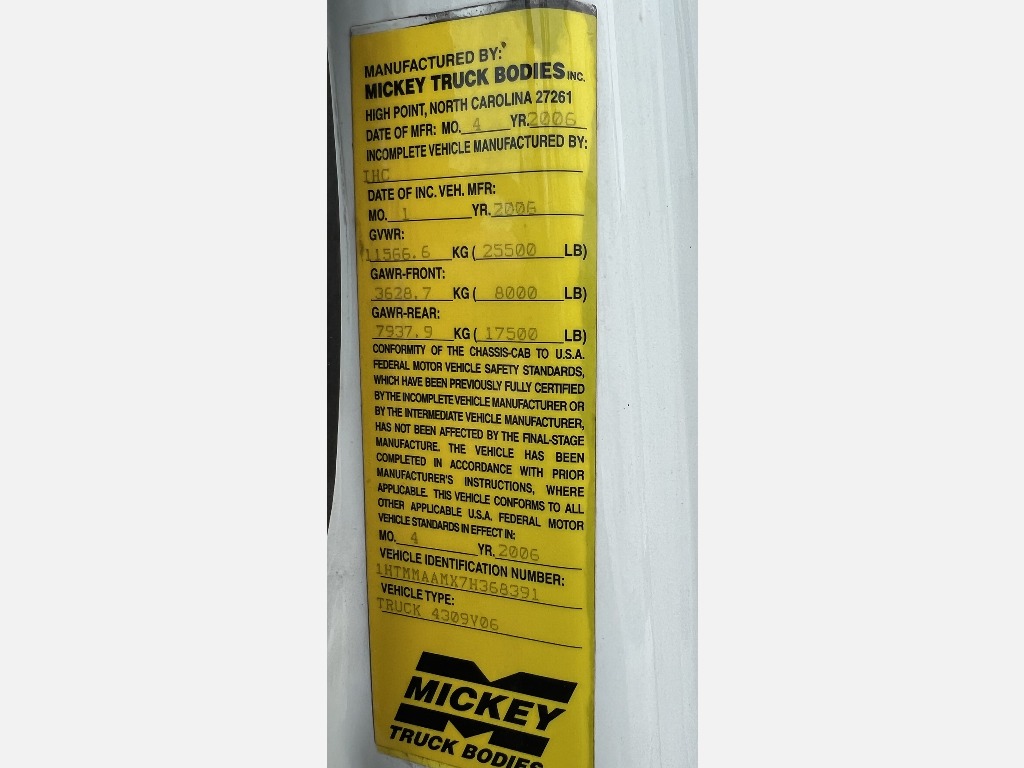 MANUFACTURED BY:
MICKEY TRUCK BODIES INC.
HIGH POINT, NORTH CAROLINA 27261
DATE OF MFR: MO. 4 YR. 2006
INCOMPLETE VEHICLE MANUFACTURED BY:
IHC
DATE OF INC. VEH. MFR:
MO. 1 YR. 2006
GVWR:
11566.6 KG ( 25500 LB)
GAWR-FRONT:
3628.7 KG ( 8000 LB)
GAWR-REAR:
7937.9 KG ( 17500 LB)
CONFORMITY OF THE CHASSIS-CAB TO U.S.A.
FEDERAL MOTOR VEHICLE SAFETY STANDARDS,
WHICH HAVE BEEN PREVIOUSLY FULLY CERTIFIED
BY THE INCOMPLETE VEHICLE MANUFACTURER OR
BY THE INTERMEDIATE VEHICLE MANUFACTURER,
HAS NOT BEEN AFFECTED BY THE FINAL-STAGE
MANUFACTURE. THE VEHICLE HAS BEEN
COMPLETED IN ACCORDANCE WITH PRIOR
MANUFACTURER'S INSTRUCTIONS, WHERE
APPLICABLE. THIS VEHICLE CONFORMS TO ALL
OTHER APPLICABLE U.S.A. FEDERAL MOTOR
VEHICLE STANDARDS IN EFFECT IN:
MO. 4 YR. 2006
VEHICLE IDENTIFICATION NUMBER:
1HTMMAAMX7H368391
VEHICLE TYPE:
TRUCK 4309V06
MICKEY
TRUCK BODIES